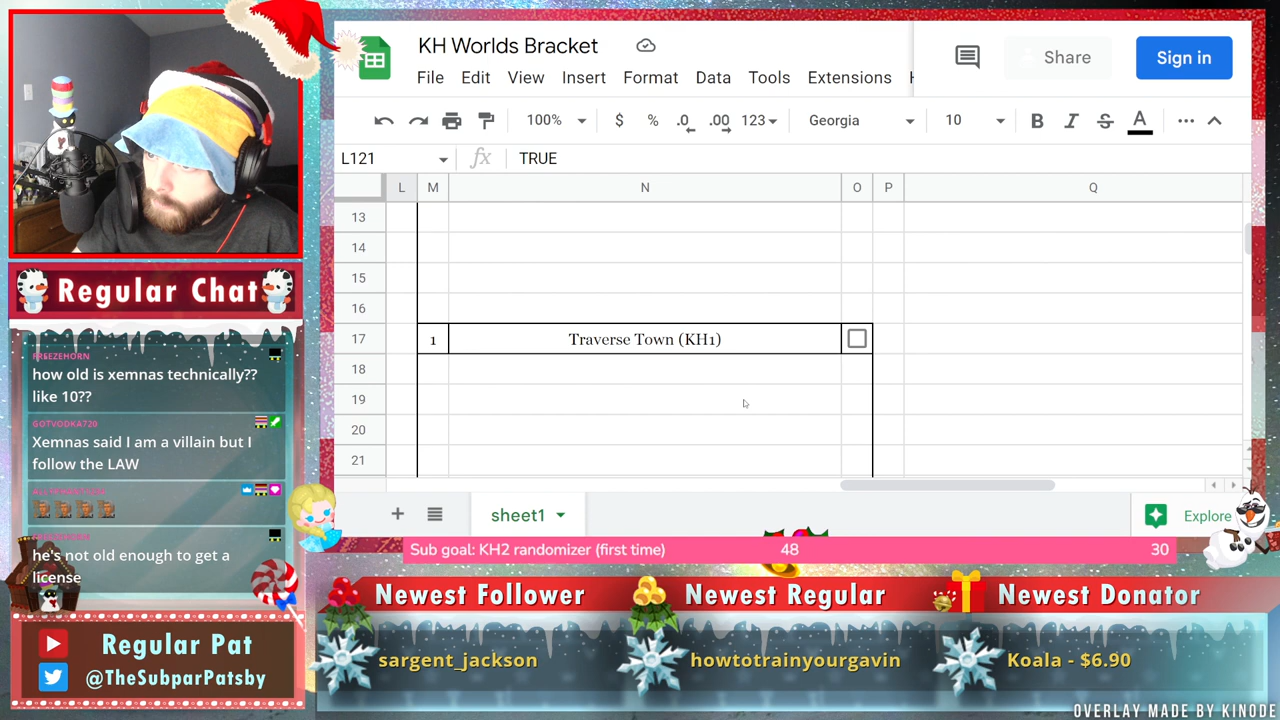 KH Worlds Bracket
File Edit View Insert Format Data Tools Extensions
Share
Sign in
100% $ % .0 .00 123 Georgia 10 B I S A
L121 fx TRUE
L M N O P Q
13
14
15
16
17 1 Traverse Town (KH1)
18
19
20
21
sheet1
Explore
Regular Chat
FREEZEHORN
how old is xemnas technically??
like 10??
GOTVODKA720
Xemnas said I am a villain but I
follow the LAW
he's not old enough to get a
license
Regular Pat
@TheSubparPatsby
Sub goal: KH2 randomizer (first time) 48 30
Newest Follower Newest Regular Newest Donator
sargent_jackson howtotrainyourgavin Koala - $6.90
OVERLAY MADE BY KINODE